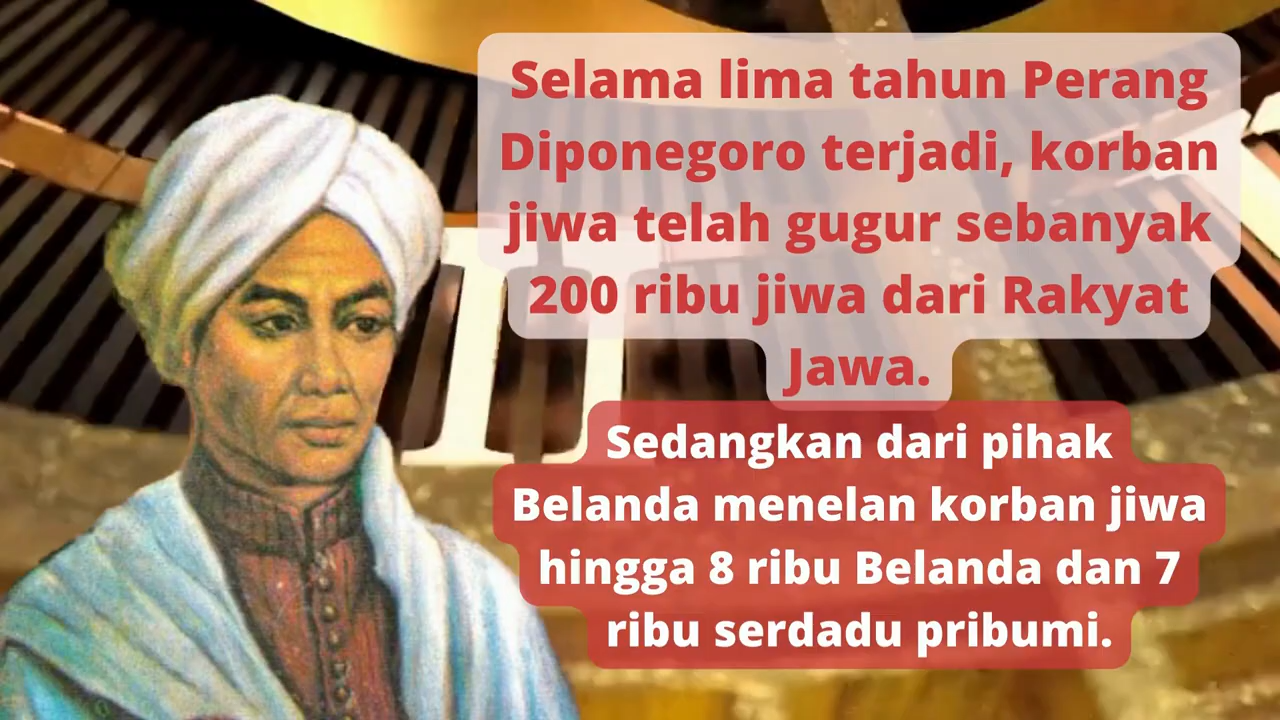 Selama lima tahun Perang
Diponegoro terjadi, korban
jiwa telah gugur sebanyak
200 ribu jiwa dari Rakyat
Jawa.
Sedangkan dari pihak
Belanda menelan korban jiwa
hingga 8 ribu Belanda dan 7
ribu serdadu pribumi.